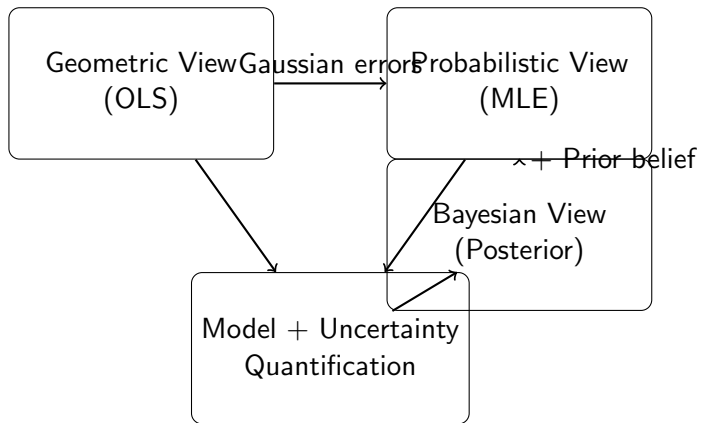 Geometric View
(OLS)
Gaussian errors
Probabilistic View
(MLE)
+ Prior belief
Bayesian View
(Posterior)
Model + Uncertainty
Quantification